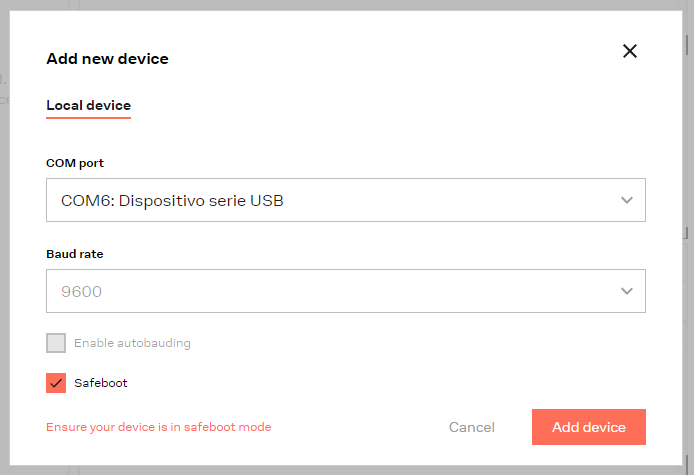 Add new device
Local device
COM port
COM6: Dispositivo serie USB
Baud rate
9600
Enable autobauding
Safeboot
Ensure your device is in safeboot mode
Cancel
Add device